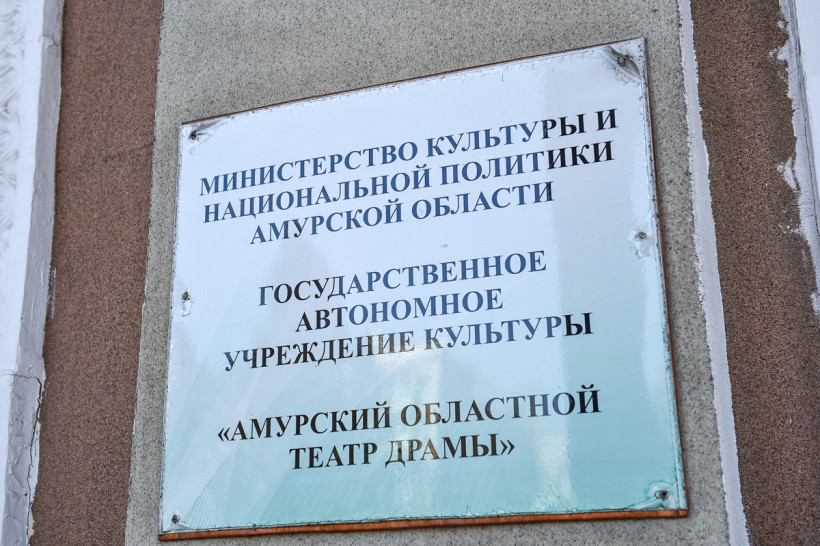 МИНИСТЕРСТВО КУЛЬТУРЫ И
НАЦИОНАЛЬНОЙ ПОЛИТИКИ
АМУРСКОЙ ОБЛАСТИ
ГОСУДАРСТВЕННОЕ
АВТОНОМНОЕ
УЧРЕЖДЕНИЕ КУЛЬТУРЫ
«АМУРСКИЙ ОБЛАСТНОЙ
ТЕАТР ДРАМЫ»